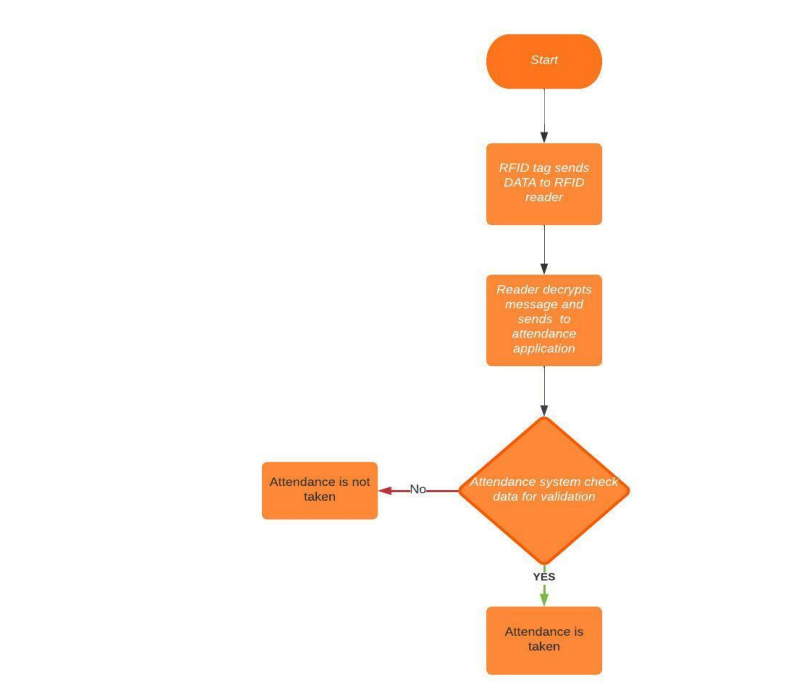 Start
RFID tag sends
DATA to RFID
reader
Reader decrypts
message and
sends to
attendance
application
Attendance system check
data for validation
No
Attendance is not
taken
YES
Attendance is
taken